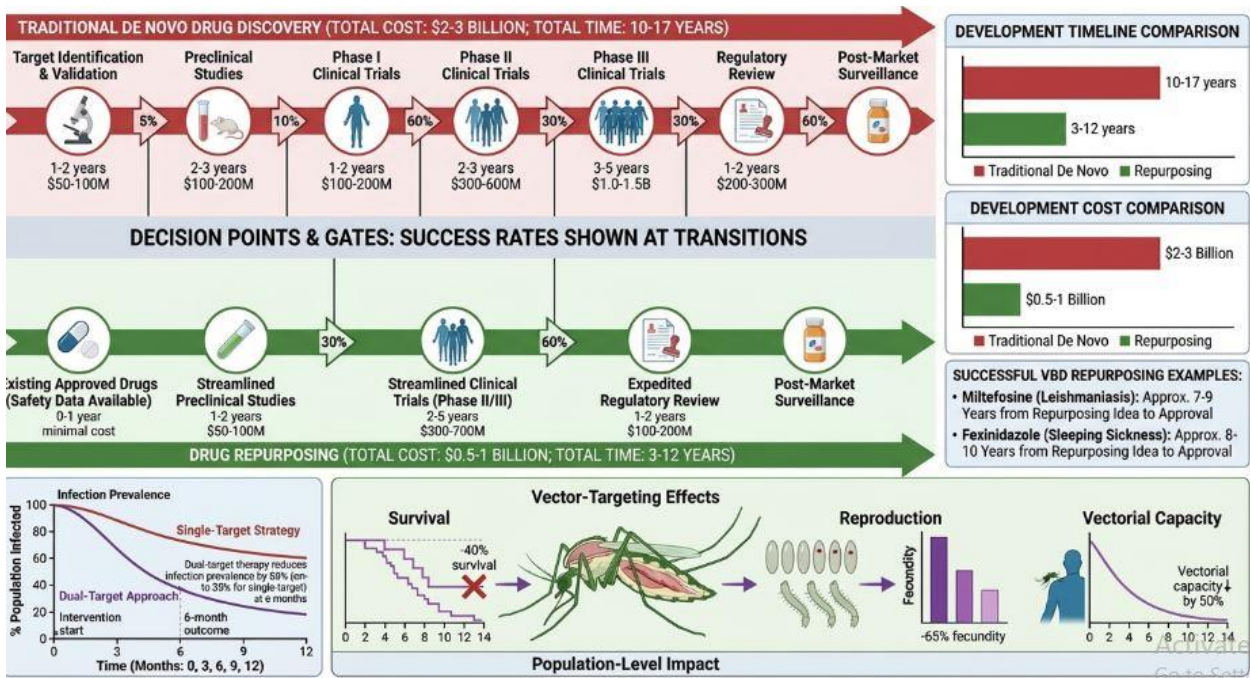 TRADITIONAL DE NOVO DRUG DISCOVERY (TOTAL COST: $2-3 BILLION; TOTAL TIME: 10-17 YEARS)
Target Identification
& Validation
Preclinical
Studies
Phase I
Clinical Trials
Phase II
Clinical Trials
Phase III
Clinical Trials
Regulatory
Review
Post-Market
Surveillance
5%
10%
60%
30%
30%
60%
1-2 years
$50-100M
2-3 years
$100-200M
1-2 years
$100-200M
2-3 years
$300-600M
3-5 years
$1.0-1.5B
1-2 years
$200-300M
DECISION POINTS & GATES: SUCCESS RATES SHOWN AT TRANSITIONS
30%
60%
Existing Approved Drugs
(Safety Data Available)
0-1 year
minimal cost
Streamlined
Preclinical Studies
1-2 years
$50-100M
Streamlined Clinical
Trials (Phase II/III)
2-5 years
$300-700M
Expedited
Regulatory Review
1-2 years
$100-200M
Post-Market
Surveillance
DRUG REPURPOSING (TOTAL COST: $0.5-1 BILLION; TOTAL TIME: 3-12 YEARS)
DEVELOPMENT TIMELINE COMPARISON
10-17 years
3-12 years
Traditional De Novo
Repurposing
DEVELOPMENT COST COMPARISON
$2-3 Billion
$0.5-1 Billion
Traditional De Novo
Repurposing
SUCCESSFUL VBD REPURPOSING EXAMPLES:
• Miltefosine (Leishmaniasis): Approx. 7-9
Years from Repurposing Idea to Approval
• Fexinidazole (Sleeping Sickness): Approx. 8-
10 Years from Repurposing Idea to Approval
Infection Prevalence
% Population Infected
100
80
60
40
20
0
Single-Target Strategy
Dual-target therapy reduces
infection prevalence by 50% (en-
to 39% for single-target)
at e months
Dual-Target Approach
Intervention
start
6-month
outcome
0
3
6
9
12
Time (Months: 0, 3, 6, 9, 12)
Vector-Targeting Effects
Survival
-40%
survival
0 2 4 6 8 10 12 14
Reproduction
Fecundity
-65% fecundity
Vectorial Capacity
Vectorial
capacity↓
by 50%
0 2 4 6 8 10 12 14
Population-Level Impact
Activate
Go to Sett